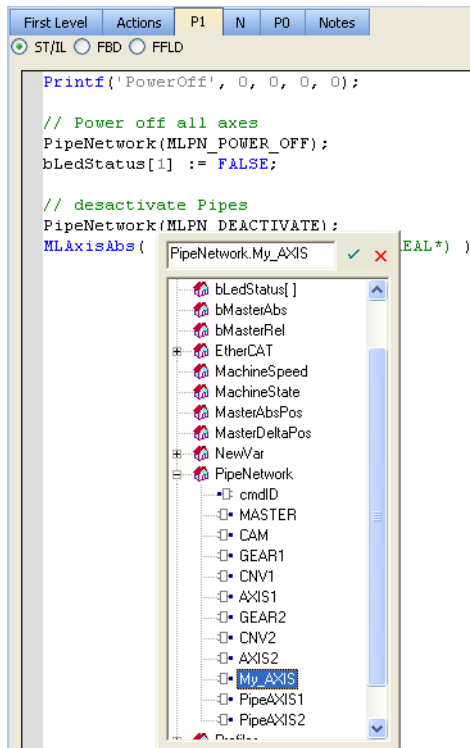 First Level Actions P1 N P0 Notes
ST/IL FBD FFLD
Printf('PowerOff', 0, 0, 0, 0);
// Power off all axes
PipeNetwork(MLPN_POWER_OFF);
bLedStatus[1] := FALSE;
// desactivate Pipes
PipeNetwork(MLPN_DEACTIVATE);
MLAxisAbs( EAL*) )
PipeNetwork.My_AXIS
bLedStatus[ ]
bMasterAbs
bMasterRel
EtherCAT
MachineSpeed
MachineState
MasterAbsPos
MasterDeltaPos
NewVar
PipeNetwork
cmdID
MASTER
CAM
GEAR1
CNV1
AXIS1
GEAR2
CNV2
AXIS2
My_AXIS
PipeAXIS1
PipeAXIS2